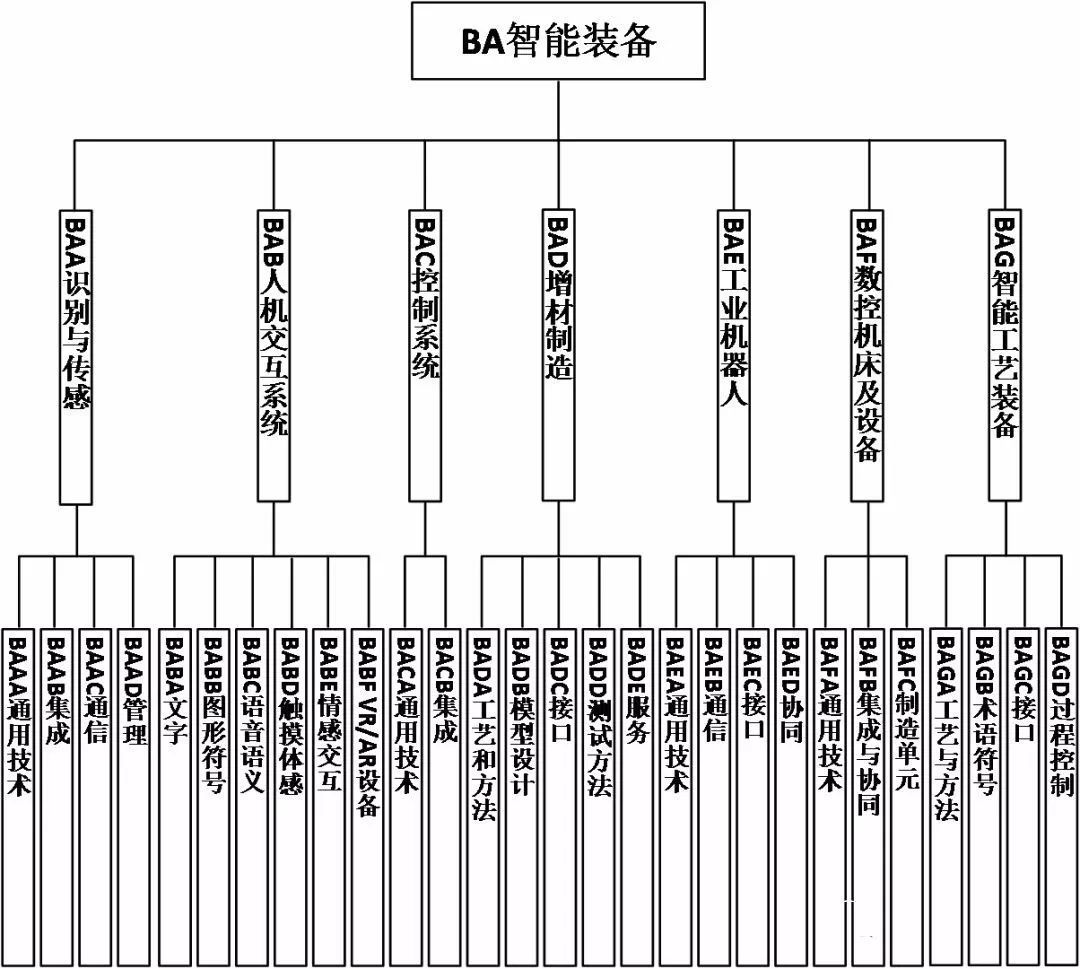 BA智能装备
BAA识别与传感
BAB人机交互系统
BAC控制系统
BAD增材制造
BAE工业机器人
BAF数控机床及设备
BAG智能工艺装备
BAAA通用技术
BAAB集成
BAAC通信
BAAD管理
BABA文字
BABB图形符号
BABC语音语义
BABD触摸体感
BABE情感交互
BABF VR/AR设备
BACA通用技术
BACB集成
BADA工艺和方法
BADB模型设计
BADC接口
BADD测试方法
BADE服务
BAEA通用技术
BAEB通信
BAEC接口
BAED协同
BAFA通用技术
BAFB集成与协同
BAFC制造单元
BAGA工艺与方法
BAGB术语符号
BAGC接口
BAGD过程控制